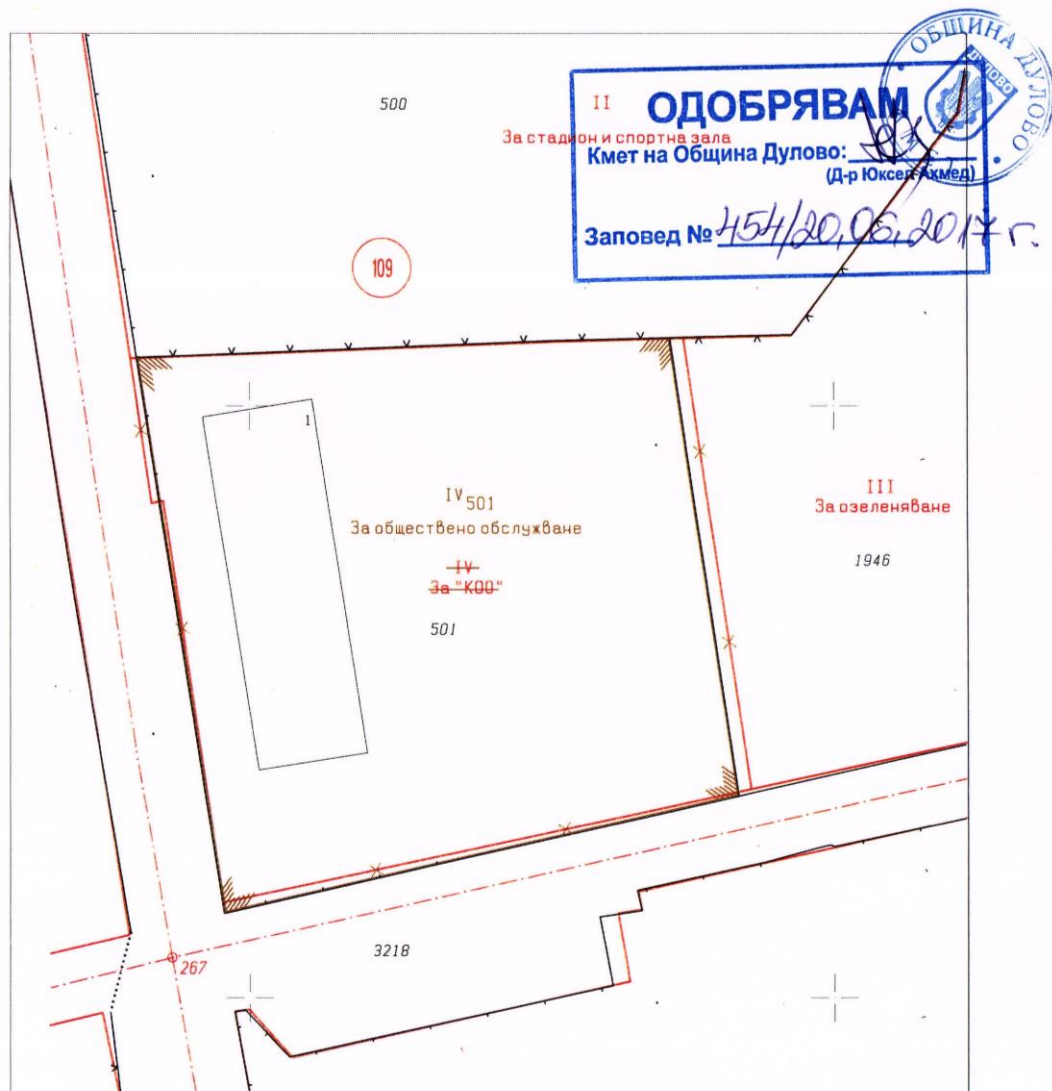 500
II
За стадион и спортна зала
ОДОБРЯВАМ
Кмет на Община Дулово:
(Д-р Юксел Ахмед)
Заповед № 454/20.06.2017 г.
ОБЩИНА ДУЛОВО
ДУЛОВО
109
1
IV 501
За обществено обслужване
IV
За "КОО"
501
III
За озеленяване
1946
3218
267